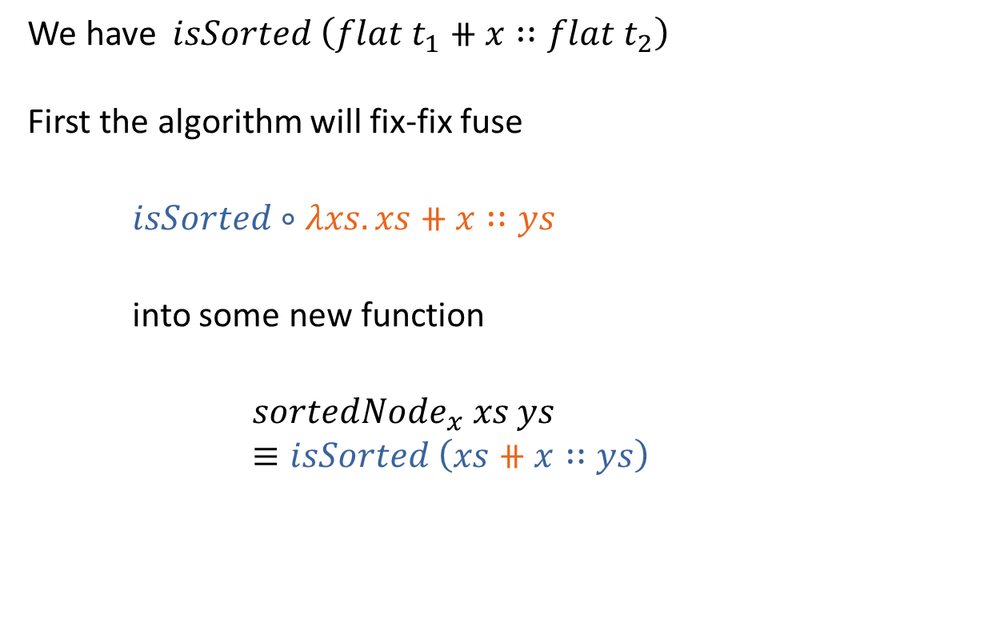 We have isSorted (flat t₁ ⧺ x :: flat t₂)
First the algorithm will fix-fix fuse
isSorted ∘ λxs. xs ⧺ x :: ys
into some new function
sortedNodeₓ xs ys
≡ isSorted (xs ⧺ x :: ys)